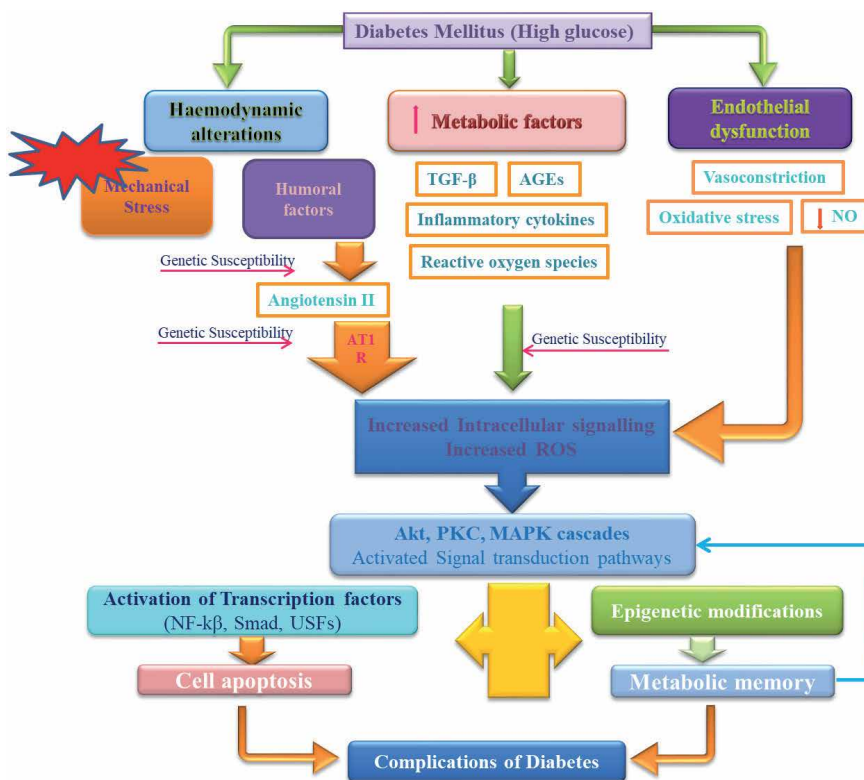 Diabetes Mellitus (High glucose)
Haemodynamic
alterations
Metabolic factors
Endothelial
dysfunction
Mechanical
Stress
Humoral
factors
TGF-β
AGEs
Inflammatory cytokines
Reactive oxygen species
Vasoconstriction
Oxidative stress
NO
Genetic Susceptibility
Angiotensin II
Genetic Susceptibility
AT1
R
Genetic Susceptibility
Increased Intracellular signalling
Increased ROS
Akt, PKC, MAPK cascades
Activated Signal transduction pathways
Activation of Transcription factors
(NF-kβ, Smad, USFs)
Epigenetic modifications
Cell apoptosis
Metabolic memory
Complications of Diabetes